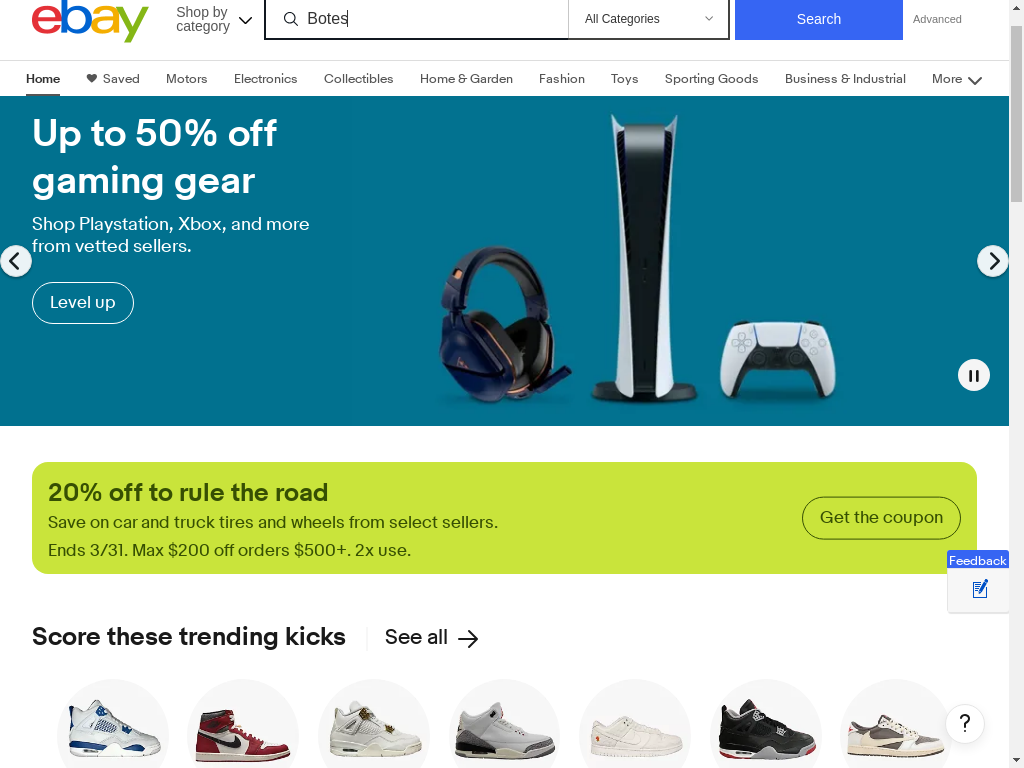 ebay
Shop by
category
Botes
All Categories
Search
Advanced
Home
Saved
Motors
Electronics
Collectibles
Home & Garden
Fashion
Toys
Sporting Goods
Business & Industrial
More
Up to 50% off
gaming gear
Shop Playstation, Xbox, and more
from vetted sellers.
Level up
20% off to rule the road
Save on car and truck tires and wheels from select sellers.
Ends 3/31. Max $200 off orders $500+. 2x use.
Get the coupon
Feedback
Score these trending kicks
See all
?